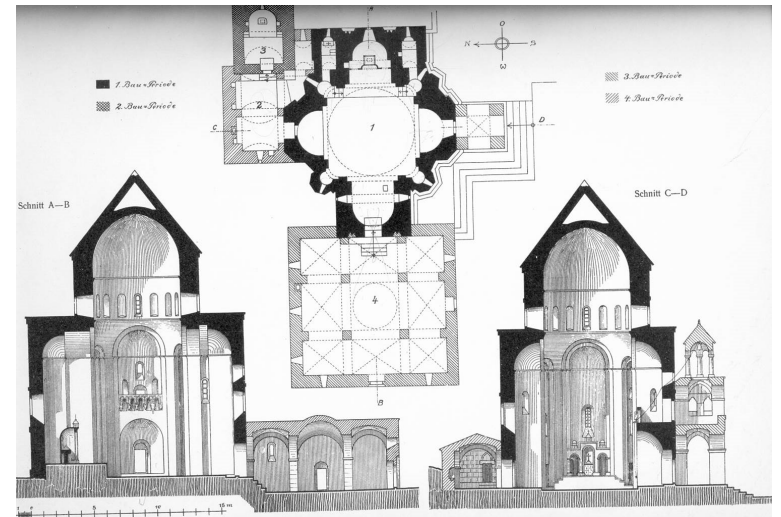 O
N
S
W
1. Bau=Periode
2. Bau=Periode
3. Bau=Periode
4. Bau=Periode
3
2
1
C
D
Schnitt A—B
Schnitt C—D
4
B
5
10
15 m